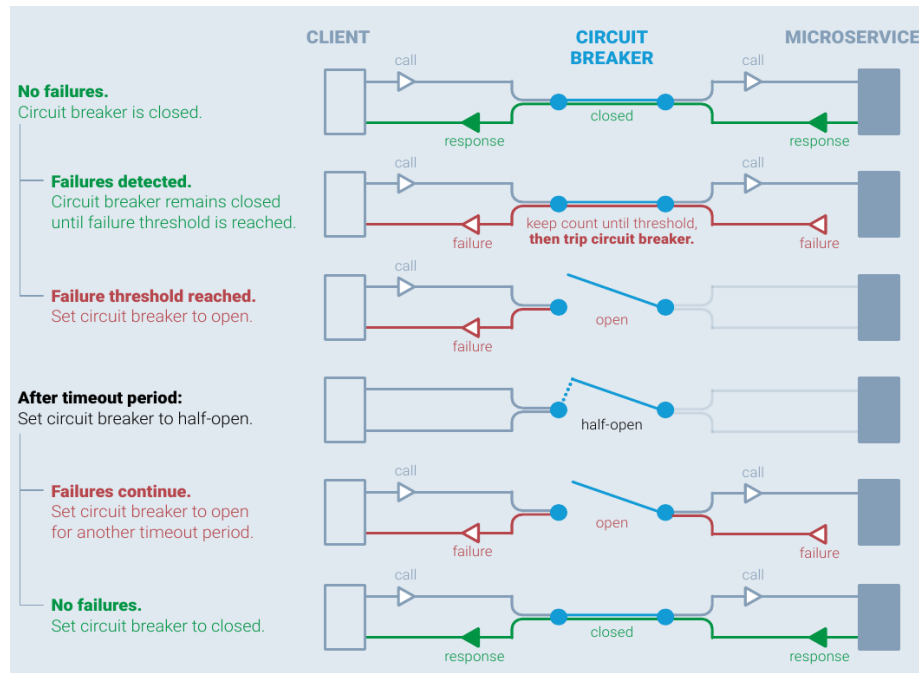 CLIENT
CIRCUIT
BREAKER
MICROSERVICE
No failures.
Circuit breaker is closed.
call
call
closed
response
response
Failures detected.
Circuit breaker remains closed
until failure threshold is reached.
call
call
keep count until threshold,
then trip circuit breaker.
failure
failure
Failure threshold reached.
Set circuit breaker to open.
call
open
failure
After timeout period:
Set circuit breaker to half-open.
half-open
Failures continue.
Set circuit breaker to open
for another timeout period.
call
call
open
failure
failure
No failures.
Set circuit breaker to closed.
call
call
closed
response
response